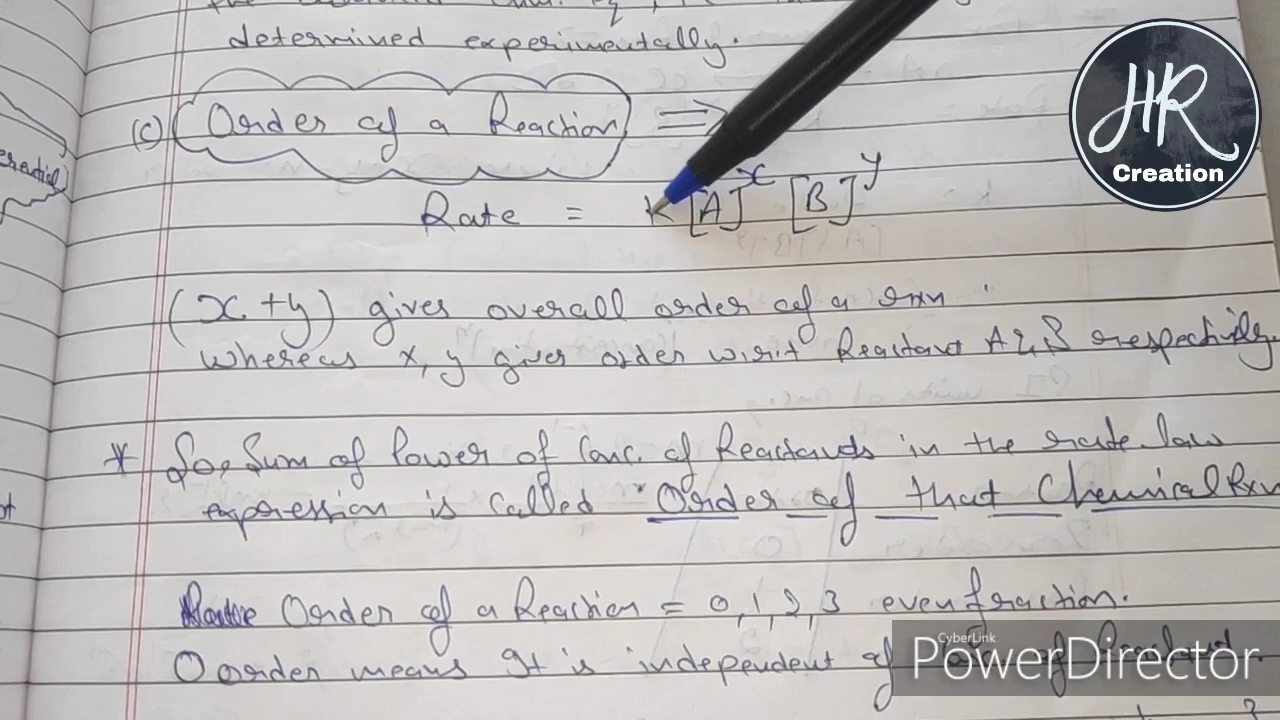 determined experimentally.
(c) Order of a Reaction ⇒
Rate = K [A]^x [B]^y
(x + y) gives overall order of a rxn.
whereas x, y gives order w.r.t Reactant A & B respectively.
* So, Sum of Power of Conc. of Reactants in the rate law
expression is called Order of that Chemical Rxn
Order of a Reaction = 0, 1, 2, 3 even fraction.
0 order means It is independent of
HR
Creation
CyberLink
PowerDirector